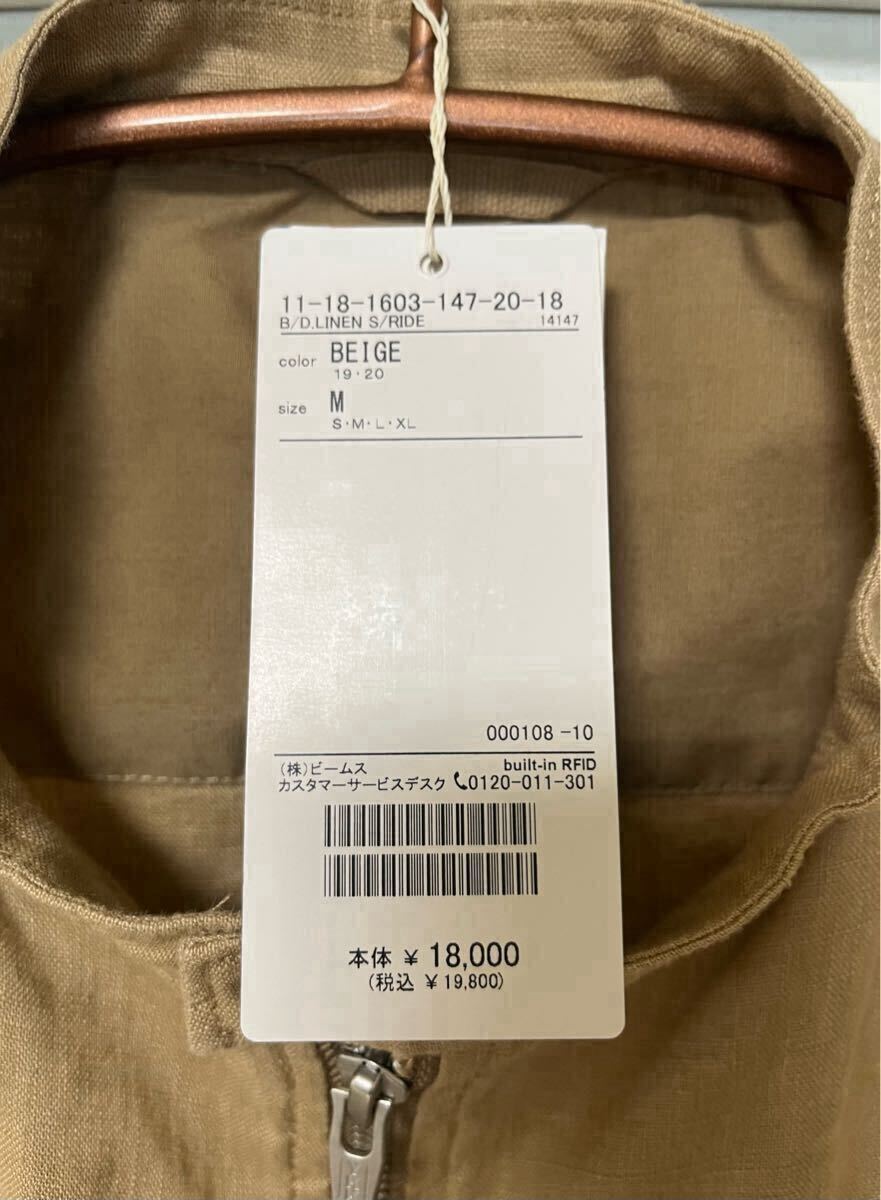 11-18-1603-147-20-18
B/D.LINEN S/RIDE 14147
color BEIGE
19・20
size M
S・M・L・XL
000108 -10
(株)ビームス built-in RFID
カスタマーサービスデスク 0120-011-301
本体 ¥ 18,000
(税込 ¥ 19,800)